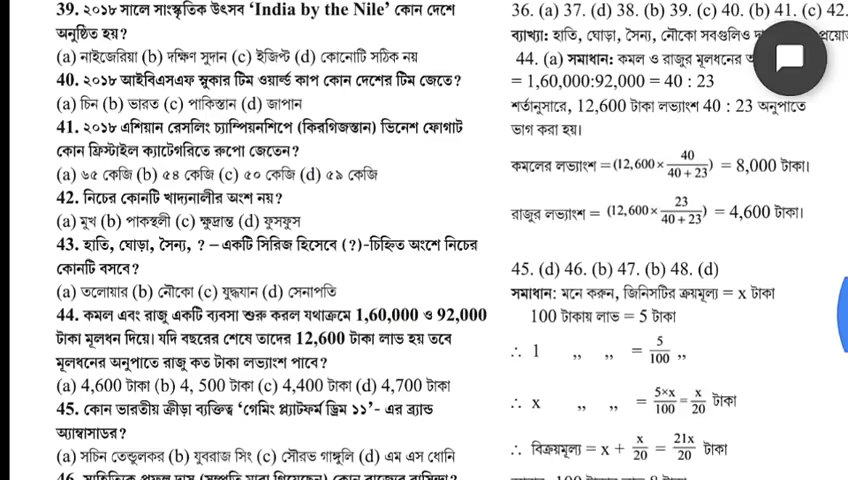 39. ২০১৮ সালে সাংস্কৃতিক উৎসব ‘India by the Nile’ কোন দেশে
অনুষ্ঠিত হয়?
(a) নাইজেরিয়া (b) দক্ষিণ সুদান (c) ইজিপ্ট (d) কোনোটি সঠিক নয়
40. ২০১৮ আইবিএসএফ স্নুকার টিম ওয়ার্ল্ড কাপ কোন দেশের টিম জেতে?
(a) চিন (b) ভারত (c) পাকিস্তান (d) জাপান
41. ২০১৮ এশিয়ান রেসলিং চ্যাম্পিয়নশিপে (কিরগিজস্তান) ভিনেশ ফোগাট
কোন ফ্রিস্টাইল ক্যাটেগরিতে রুপো জেতেন?
(a) ৬৫ কেজি (b) ৫৪ কেজি (c) ৫০ কেজি (d) ৫৯ কেজি
42. নিচের কোনটি খাদ্যনালীর অংশ নয়?
(a) মুখ (b) পাকস্থলী (c) ক্ষুদ্রান্ত্র (d) ফুসফুস
43. হাতি, ঘোড়া, সৈন্য, ? – একটি সিরিজ হিসেবে (?)-চিহ্নিত অংশে নিচের
কোনটি বসবে?
(a) তলোয়ার (b) নৌকো (c) যুদ্ধযান (d) সেনাপতি
44. কমল এবং রাজু একটি ব্যবসা শুরু করল যথাক্রমে 1,60,000 ও 92,000
টাকা মূলধন দিয়ে। যদি বছরের শেষে তাদের 12,600 টাকা লাভ হয় তবে
মূলধনের অনুপাতে রাজু কত টাকা লভ্যাংশ পাবে?
(a) 4,600 টাকা (b) 4, 500 টাকা (c) 4,400 টাকা (d) 4,700 টাকা
45. কোন ভারতীয় ক্রীড়া ব্যক্তিত্ব ‘গেমিং প্ল্যাটফর্ম ড্রিম ১১’- এর ব্র্যান্ড
অ্যাম্বাসাডর?
(a) সচিন তেন্ডুলকর (b) যুবরাজ সিং (c) সৌরভ গাঙ্গুলি (d) এম এস ধোনি
36. (a) 37. (d) 38. (b) 39. (c) 40. (b) 41. (c) 42.
ব্যাখ্যা: হাতি, ঘোড়া, সৈন্য, নৌকো সবগুলিও
44. (a) সমাধান: কমল ও রাজুর মূলধনের
= 1,60,000:92,000 = 40 : 23
শর্তানুসারে, 12,600 টাকা লভ্যাংশ 40 : 23 অনুপাতে
ভাগ করা হয়।
কমলের লভ্যাংশ = (12,600 × 40/(40 + 23)) = 8,000 টাকা।
রাজুর লভ্যাংশ = (12,600 × 23/(40 + 23)) = 4,600 টাকা।
45. (d) 46. (b) 47. (b) 48. (d)
সমাধান: মনে করুন, জিনিসটির ক্রয়মূল্য = x টাকা
100 টাকায় লাভ = 5 টাকা
∴ 1 ,, ,, = 5/100 ,,
∴ x ,, ,, = 5×x/100 = x/20 টাকা
∴ বিক্রয়মূল্য = x + x/20 = 21x/20 টাকা